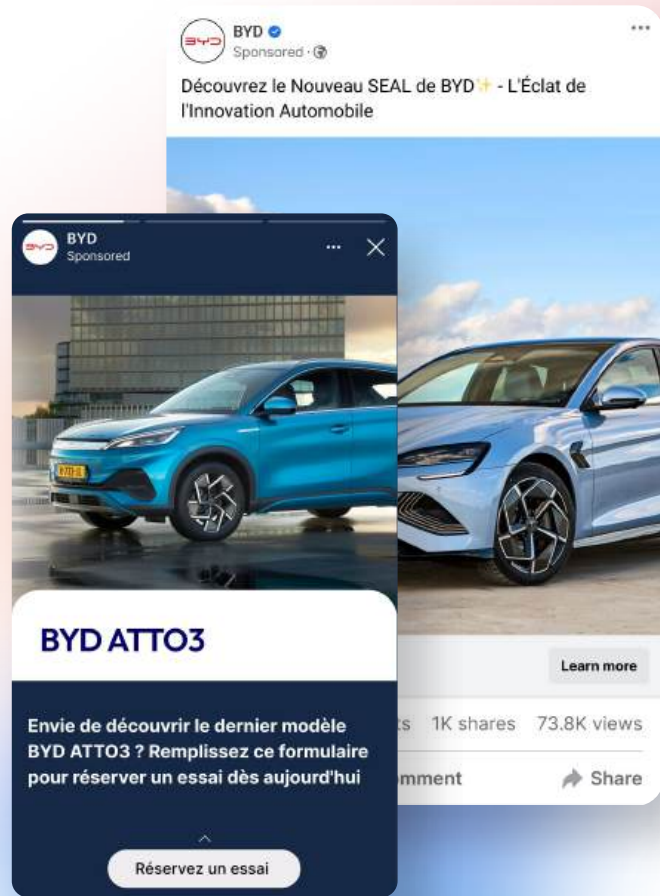 BYD
Sponsored ·
Découvrez le Nouveau SEAL de BYD✨ - L'Éclat de
l'Innovation Automobile
Learn more
1K shares 73.8K views
Share
BYD
BYD
Sponsored
BYD
BYD ATTO3
Envie de découvrir le dernier modèle
BYD ATTO3 ? Remplissez ce formulaire
pour réserver un essai dès aujourd'hui
Réservez un essai